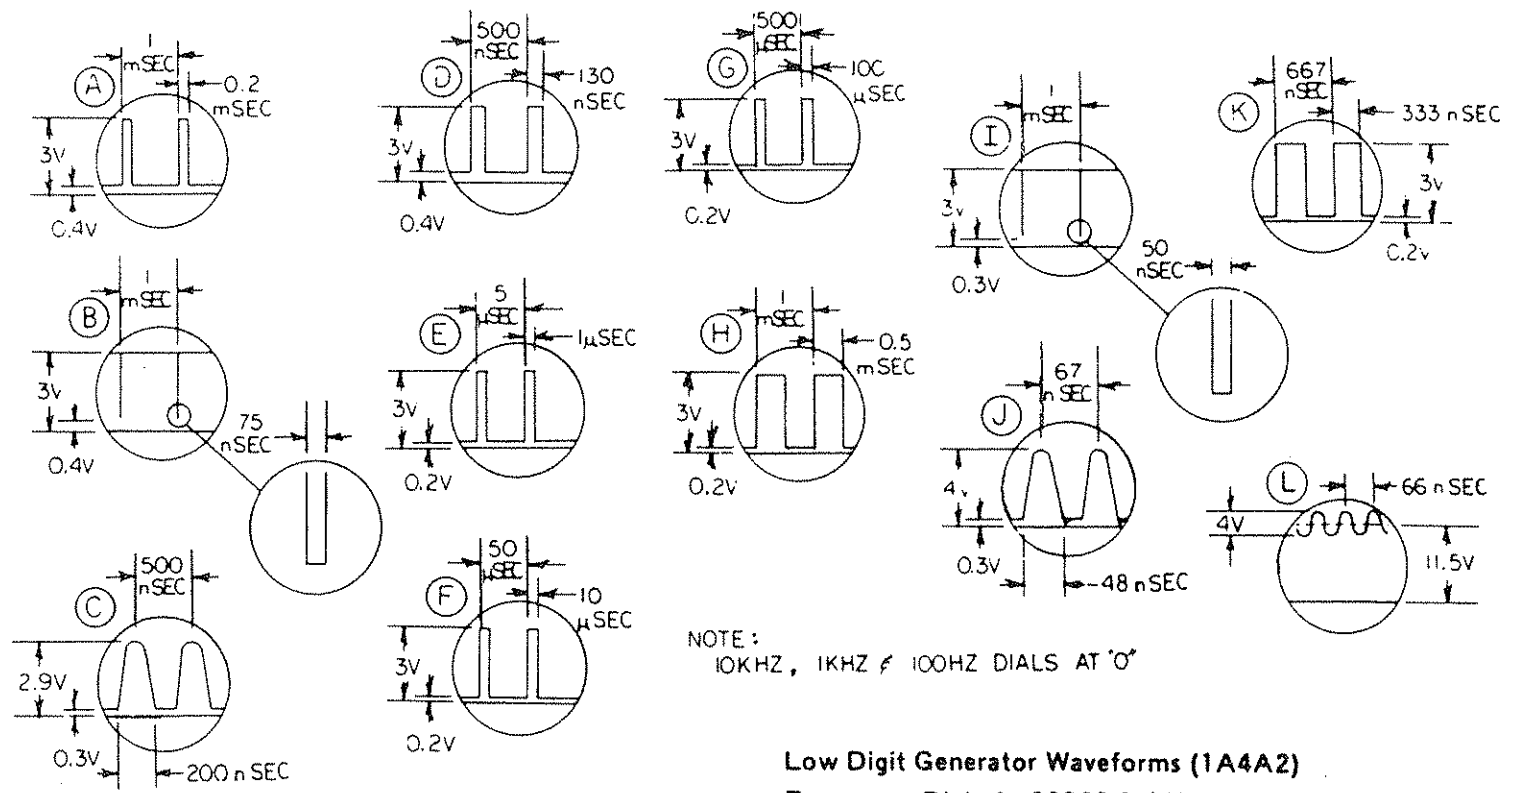 A
1
mSEC
0.2
mSEC
3V
0.4V
B
1
mSEC
3V
0.4V
75
nSEC
C
500
nSEC
2.9V
0.3V
200 nSEC
D
500
nSEC
130
nSEC
3V
0.4V
E
5
µSEC
1µSEC
3V
0.2V
F
50
µSEC
10
µSEC
3V
0.2V
G
500
µSEC
100
µSEC
3V
0.2V
H
1
mSEC
0.5
mSEC
3V
0.2V
I
1
mSEC
3V
0.3V
50
nSEC
J
67
nSEC
4V
0.3V
48 nSEC
K
667
nSEC
333 nSEC
3V
0.2V
L
66 nSEC
4V
11.5V
NOTE:
10KHZ, 1KHZ & 100HZ DIALS AT "0"
Low Digit Generator Waveforms (1A4A2)